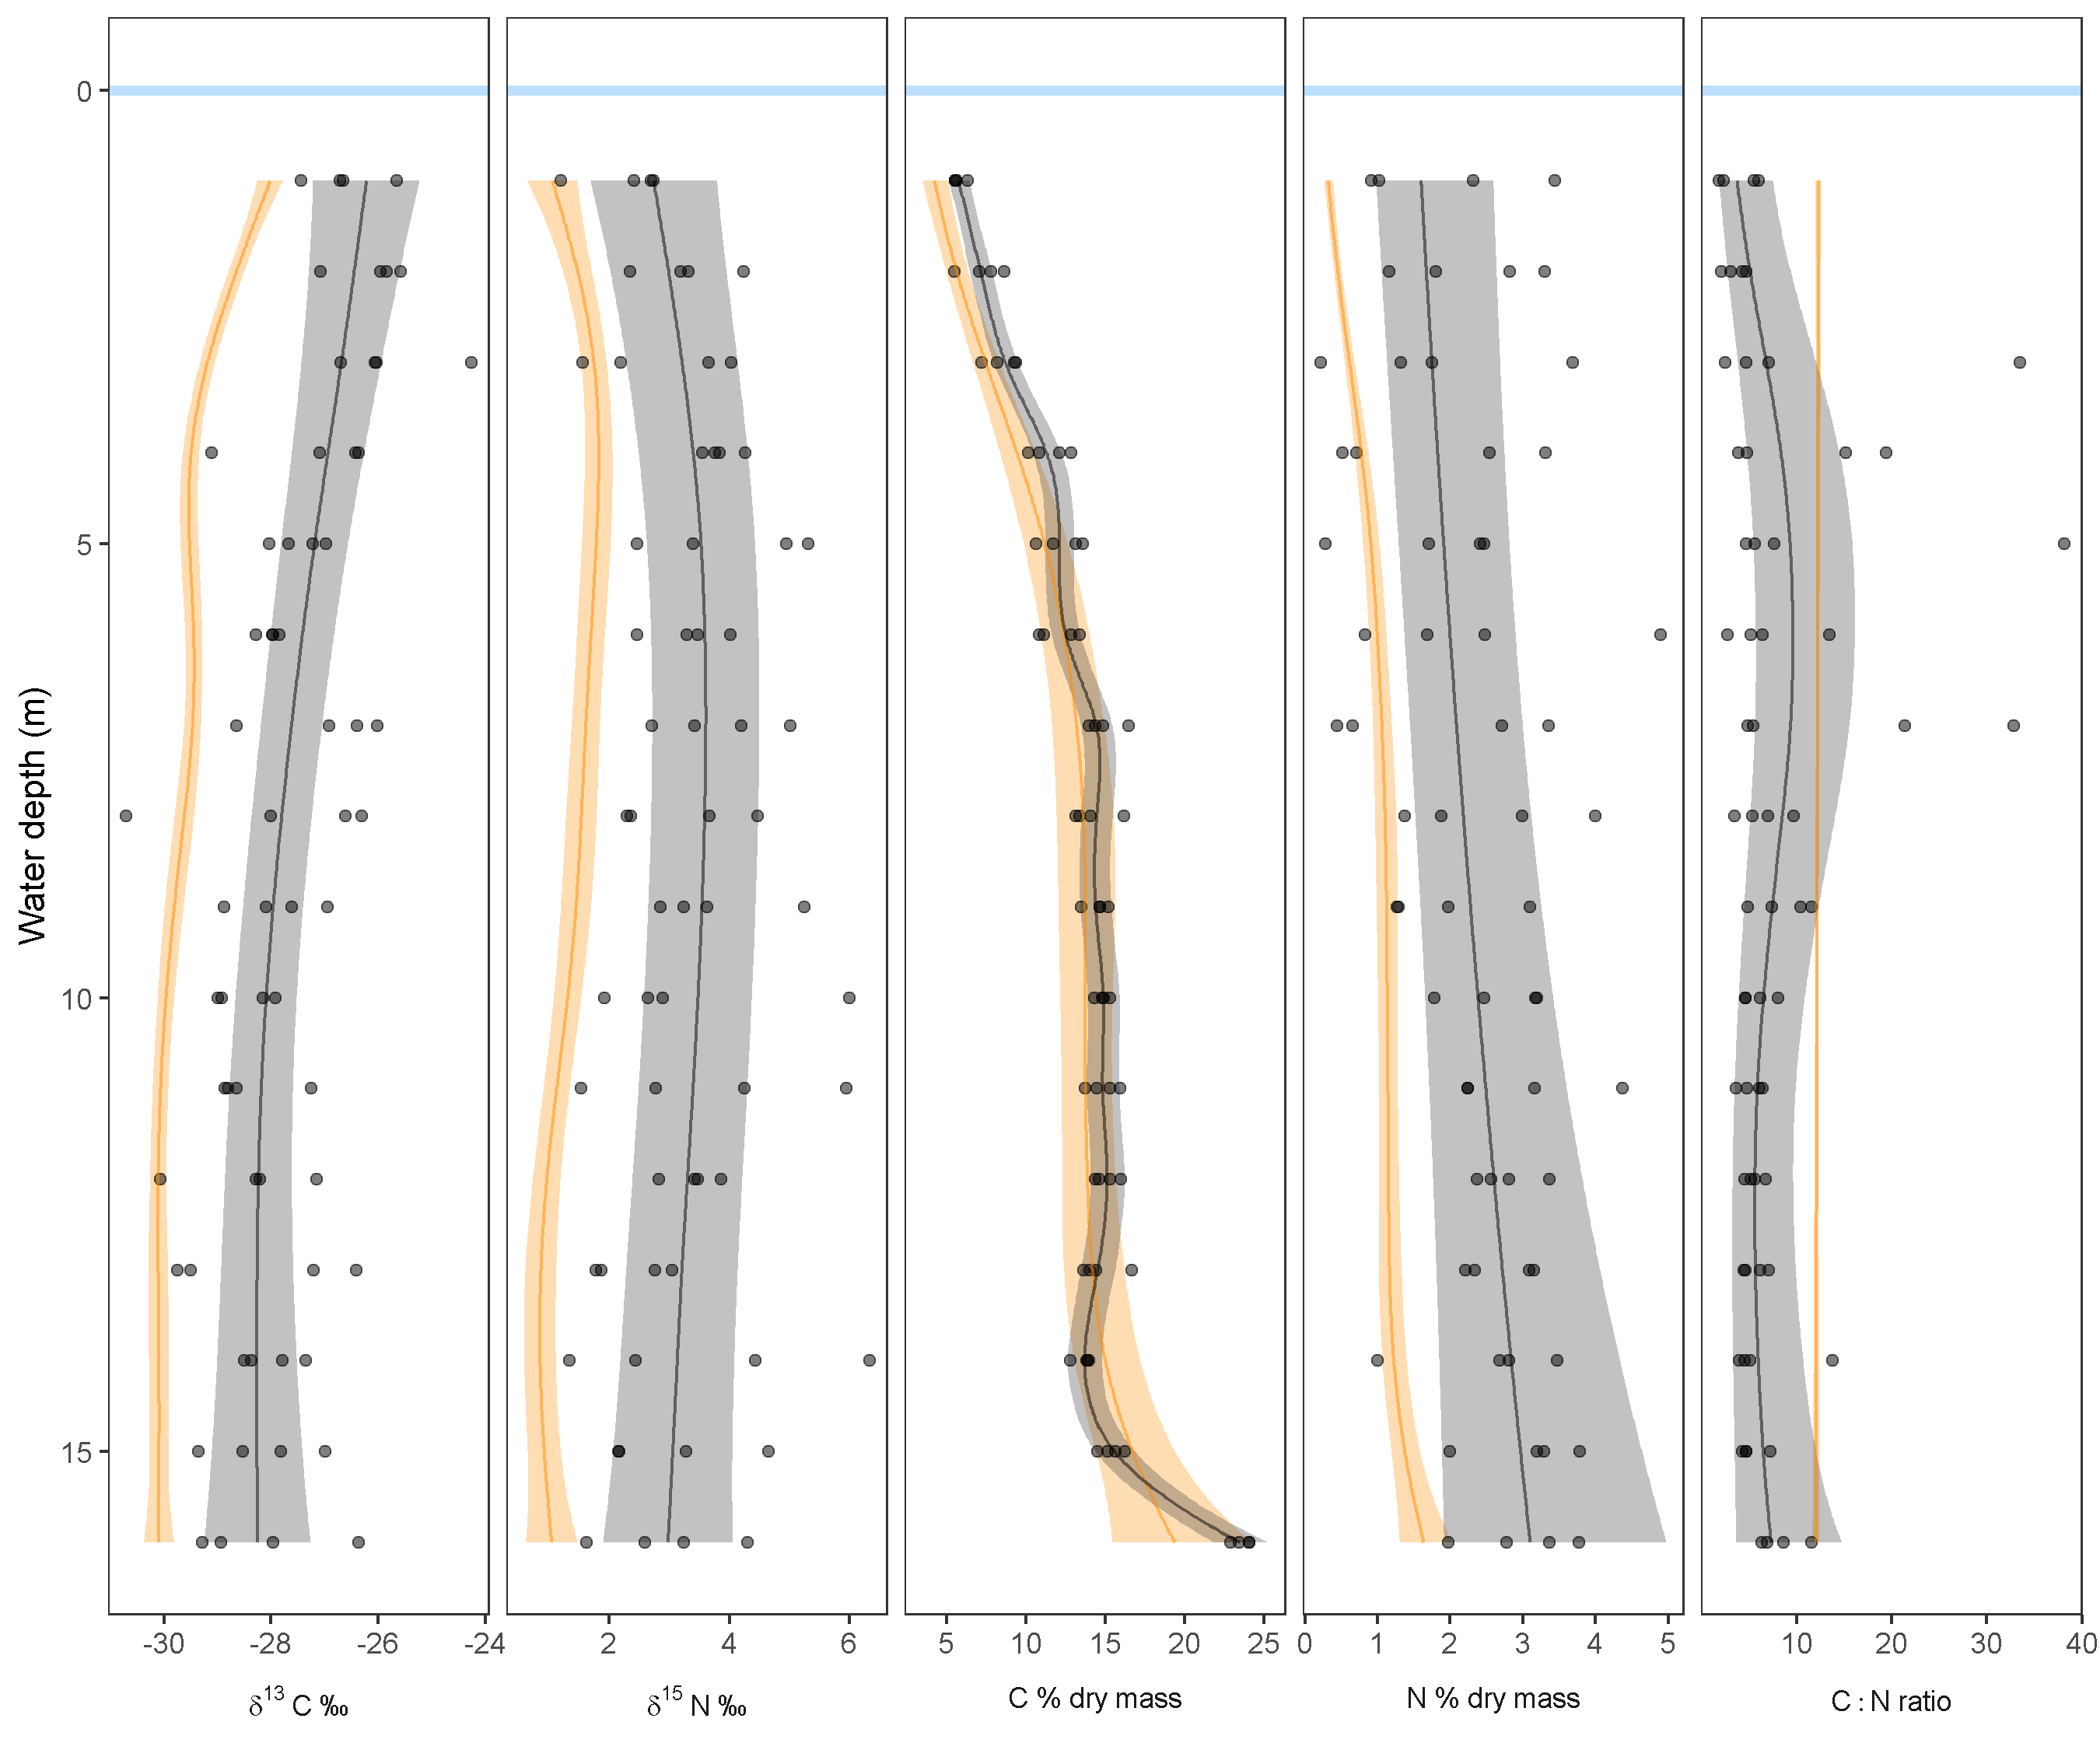 0
5
10
15
Water depth (m)
-30 -28 -26 -24
2 4 6
5 10 15 20 25
0 1 2 3 4 5
10 20 30 40
δ¹³ C ‰
δ¹⁵ N ‰
C % dry mass
N % dry mass
C : N ratio